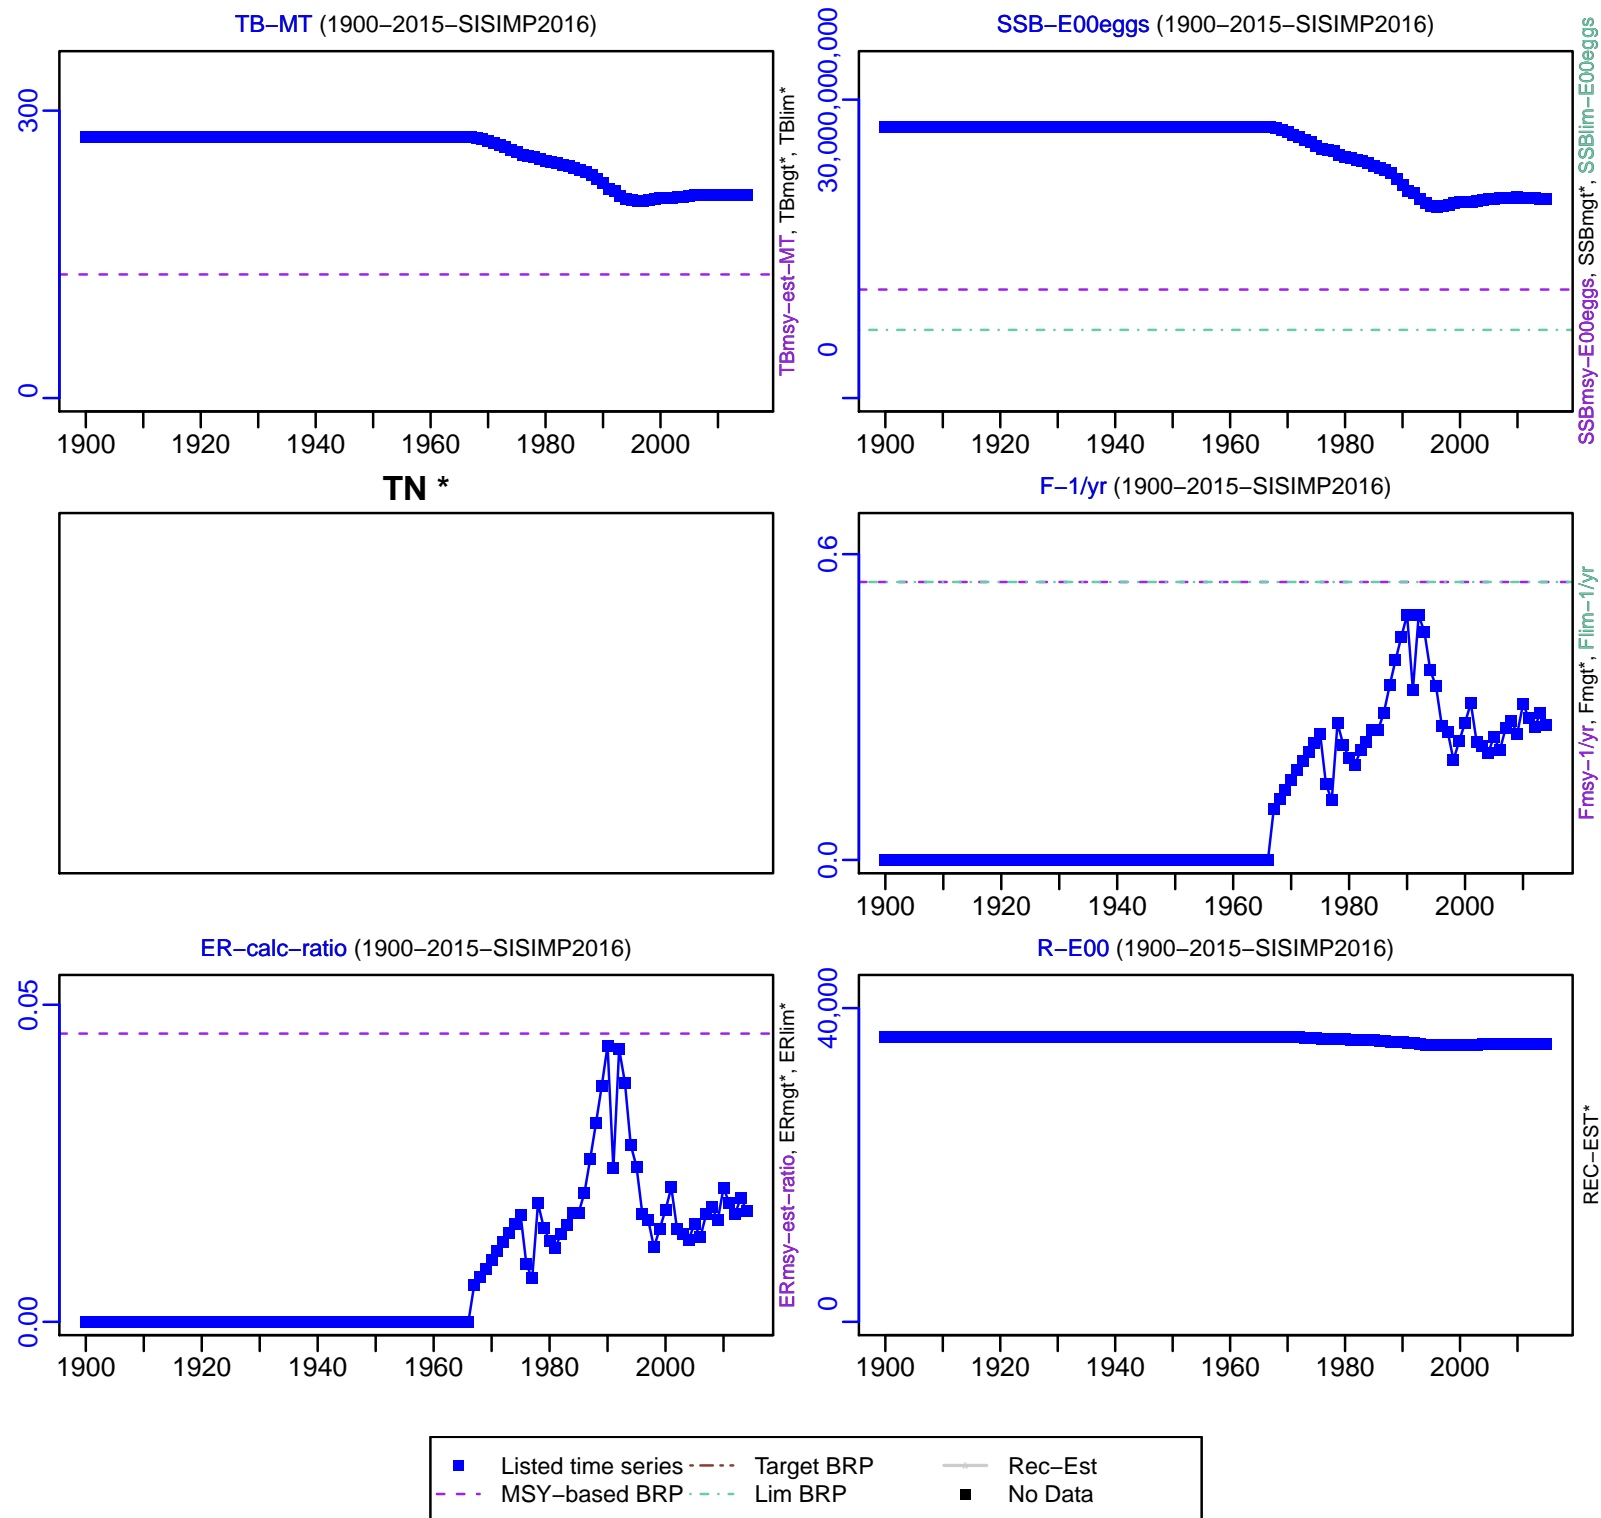 TB−MT (1900−2015−SISIMP2016)
300
0
TBmsy−est−MT, TBmgt*, TBlim*
1900 1920 1940 1960 1980 2000
SSB−E00eggs (1900−2015−SISIMP2016)
30,000,000
0
SSBmsy−E00eggs, SSBmgt*, SSBlim−E00eggs
1900 1920 1940 1960 1980 2000
TN *
F−1/yr (1900−2015−SISIMP2016)
0.6
0.0
Fmsy−1/yr, Fmgt*, Flim−1/yr
1900 1920 1940 1960 1980 2000
ER−calc−ratio (1900−2015−SISIMP2016)
0.05
0.00
ERmsy−est−ratio, ERmgt*, ERlim*
1900 1920 1940 1960 1980 2000
R−E00 (1900−2015−SISIMP2016)
40,000
0
REC−EST*
1900 1920 1940 1960 1980 2000
Listed time series Target BRP Rec−Est
MSY−based BRP Lim BRP No Data